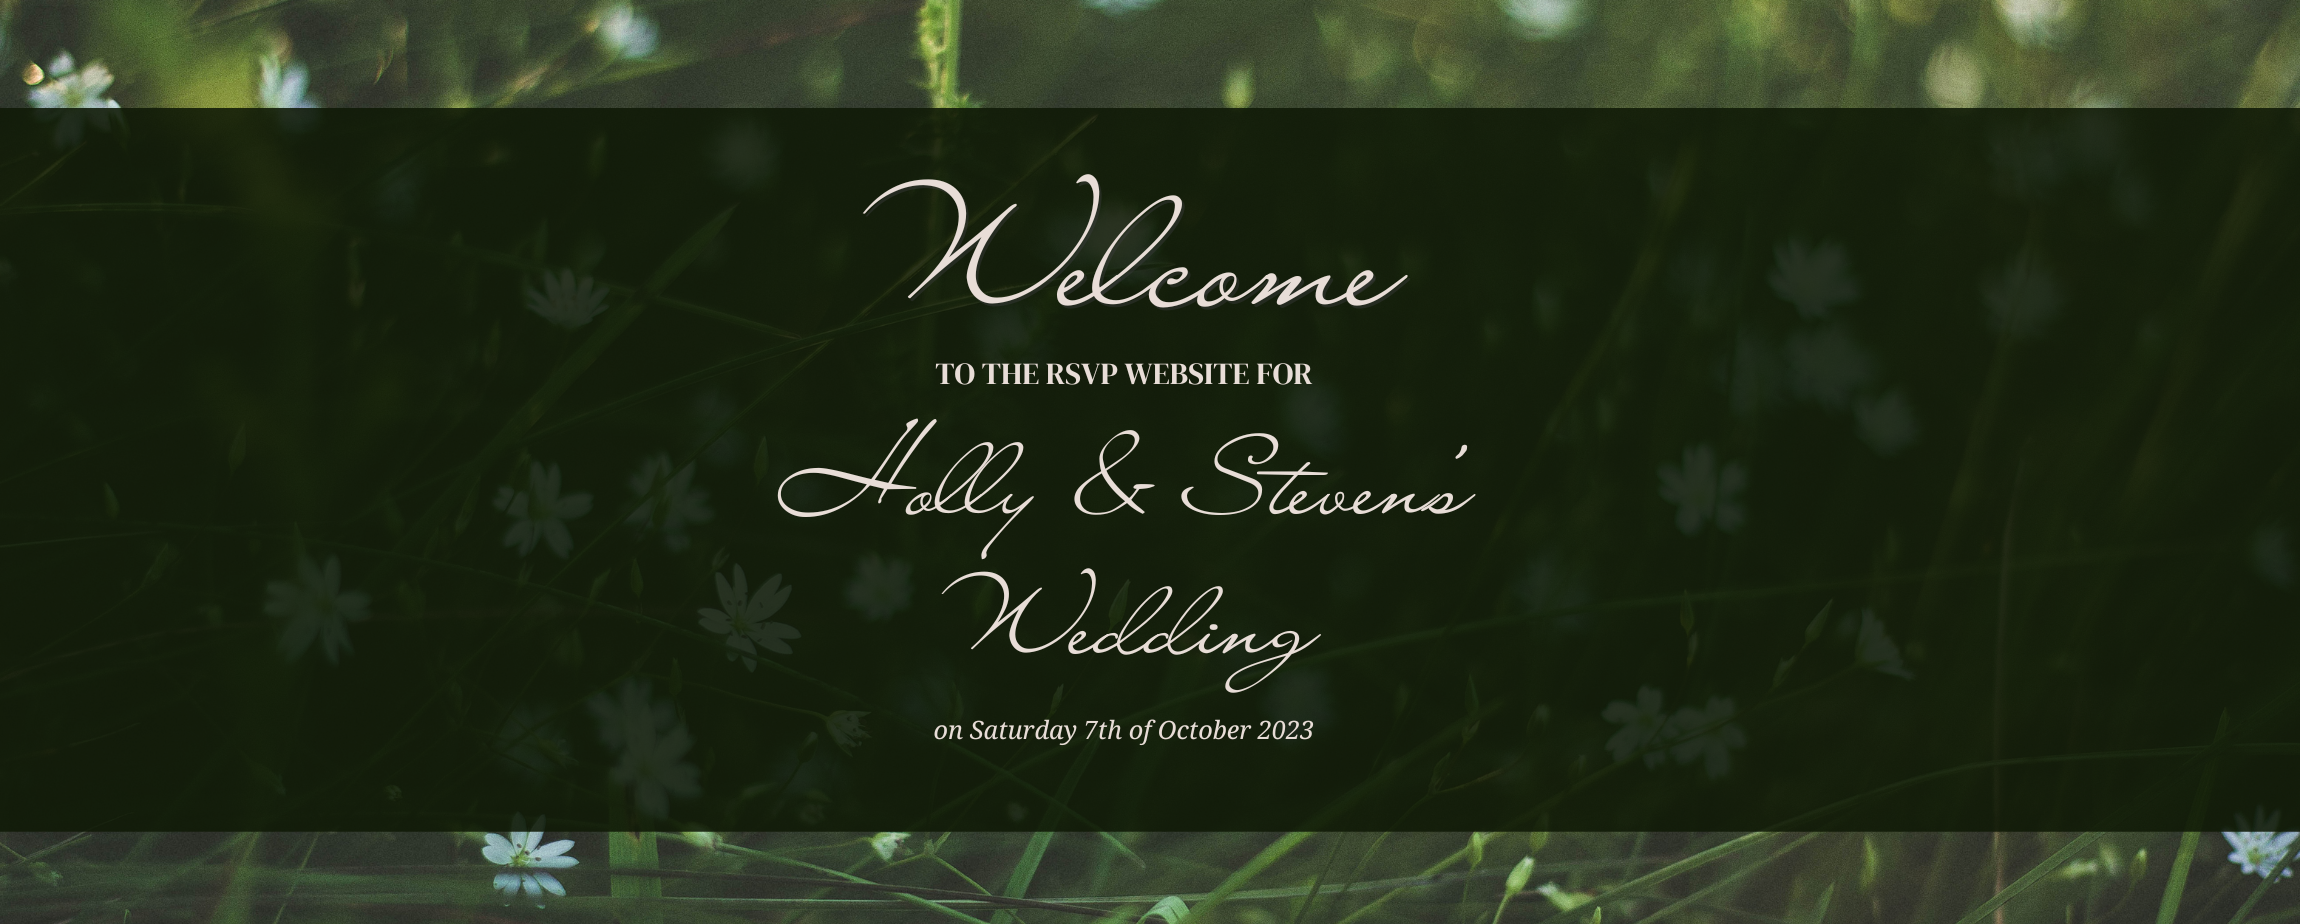 Welcome
TO THE RSVP WEBSITE FOR
Holly & Stevens'
Wedding
on Saturday 7th of October 2023